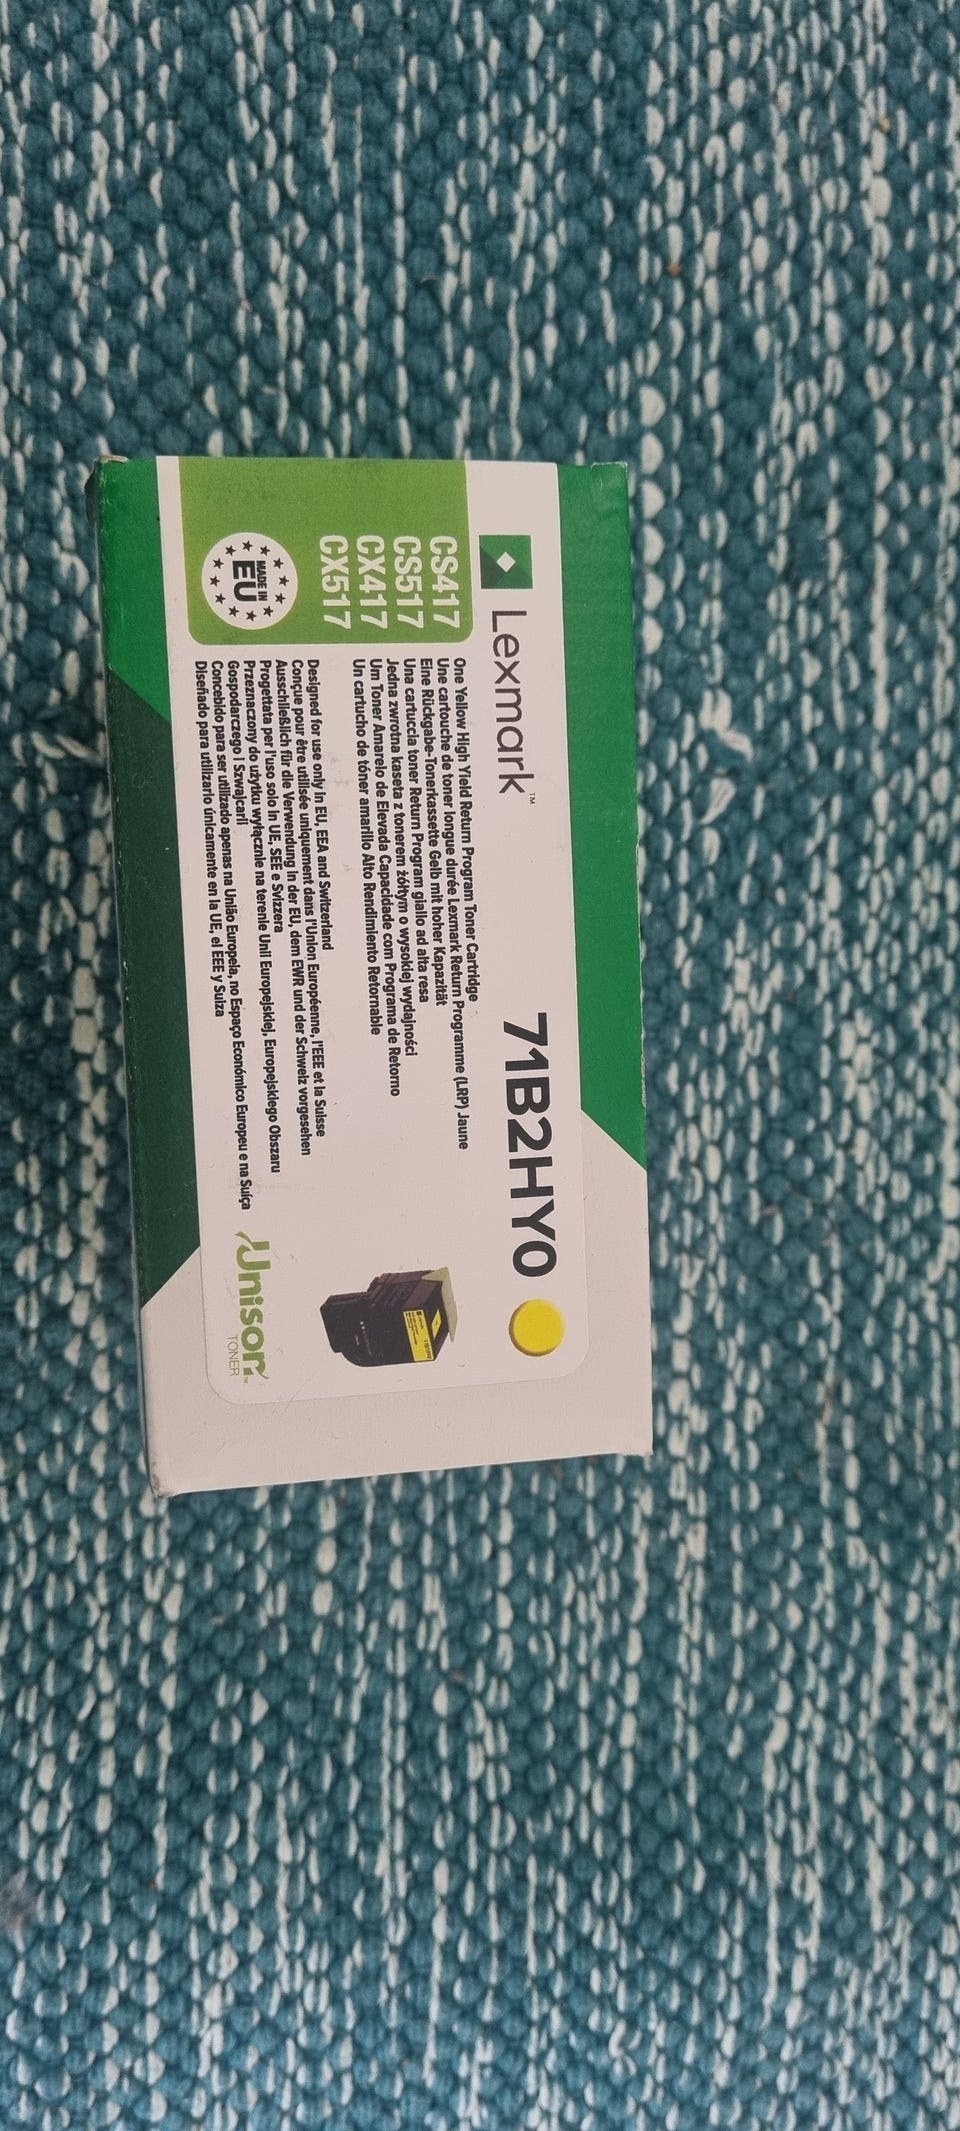 Lexmark™
71B2HY0
CS417
CS517
CX417
CX517
MADE IN
EU
One Yellow High Yield Return Program Toner Cartridge
Une cartouche de toner longue durée Lexmark Return Programme (LRP) Jaune
Eine Rückgabe-Tonerkassette Gelb mit hoher Kapazität
Una cartuccia toner Return Program giallo ad alta resa
Jedna zwrotna kaseta z tonerem żółtym o wysokiej wydajności
Um Toner Amarelo de Elevada Capacidade com Programa de Retorno
Un cartucho de tóner amarillo Alto Rendimiento Retornable
Designed for use only in EU, EEA and Switzerland
Conçue pour être utilisée uniquement dans l'Union Européenne, l'EEE et la Suisse
Ausschließlich für die Verwendung in der EU, dem EWR und der Schweiz vorgesehen
Progettata per l'uso solo in UE, SEE e Svizzera
Przeznaczony do użytku wyłącznie na terenie Unii Europejskiej, Europejskiego Obszaru
Gospodarczego i Szwajcarii
Concebido para ser utilizado apenas na União Europeia, no Espaço Económico Europeu e na Suíça
Diseñado para utilizarlo únicamente en la UE, el EEE y Suiza
Unison™
TONER